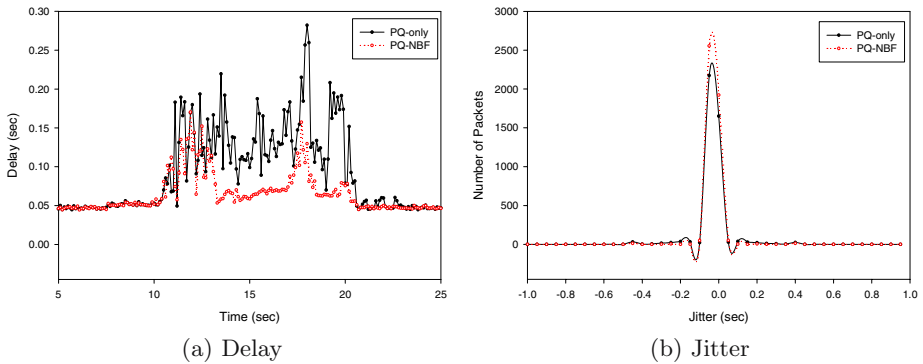 0.30
0.25
0.20
0.15
0.10
0.05
0.00
Delay (sec)
5 10 15 20 25
Time (sec)
PQ-only
PQ-NBF
(a) Delay
3000
2500
2000
1500
1000
500
0
Number of Packets
-1.0 -0.8 -0.6 -0.4 -0.2 0.0 0.2 0.4 0.6 0.8 1.0
Jitter (sec)
PQ-only
PQ-NBF
(b) Jitter